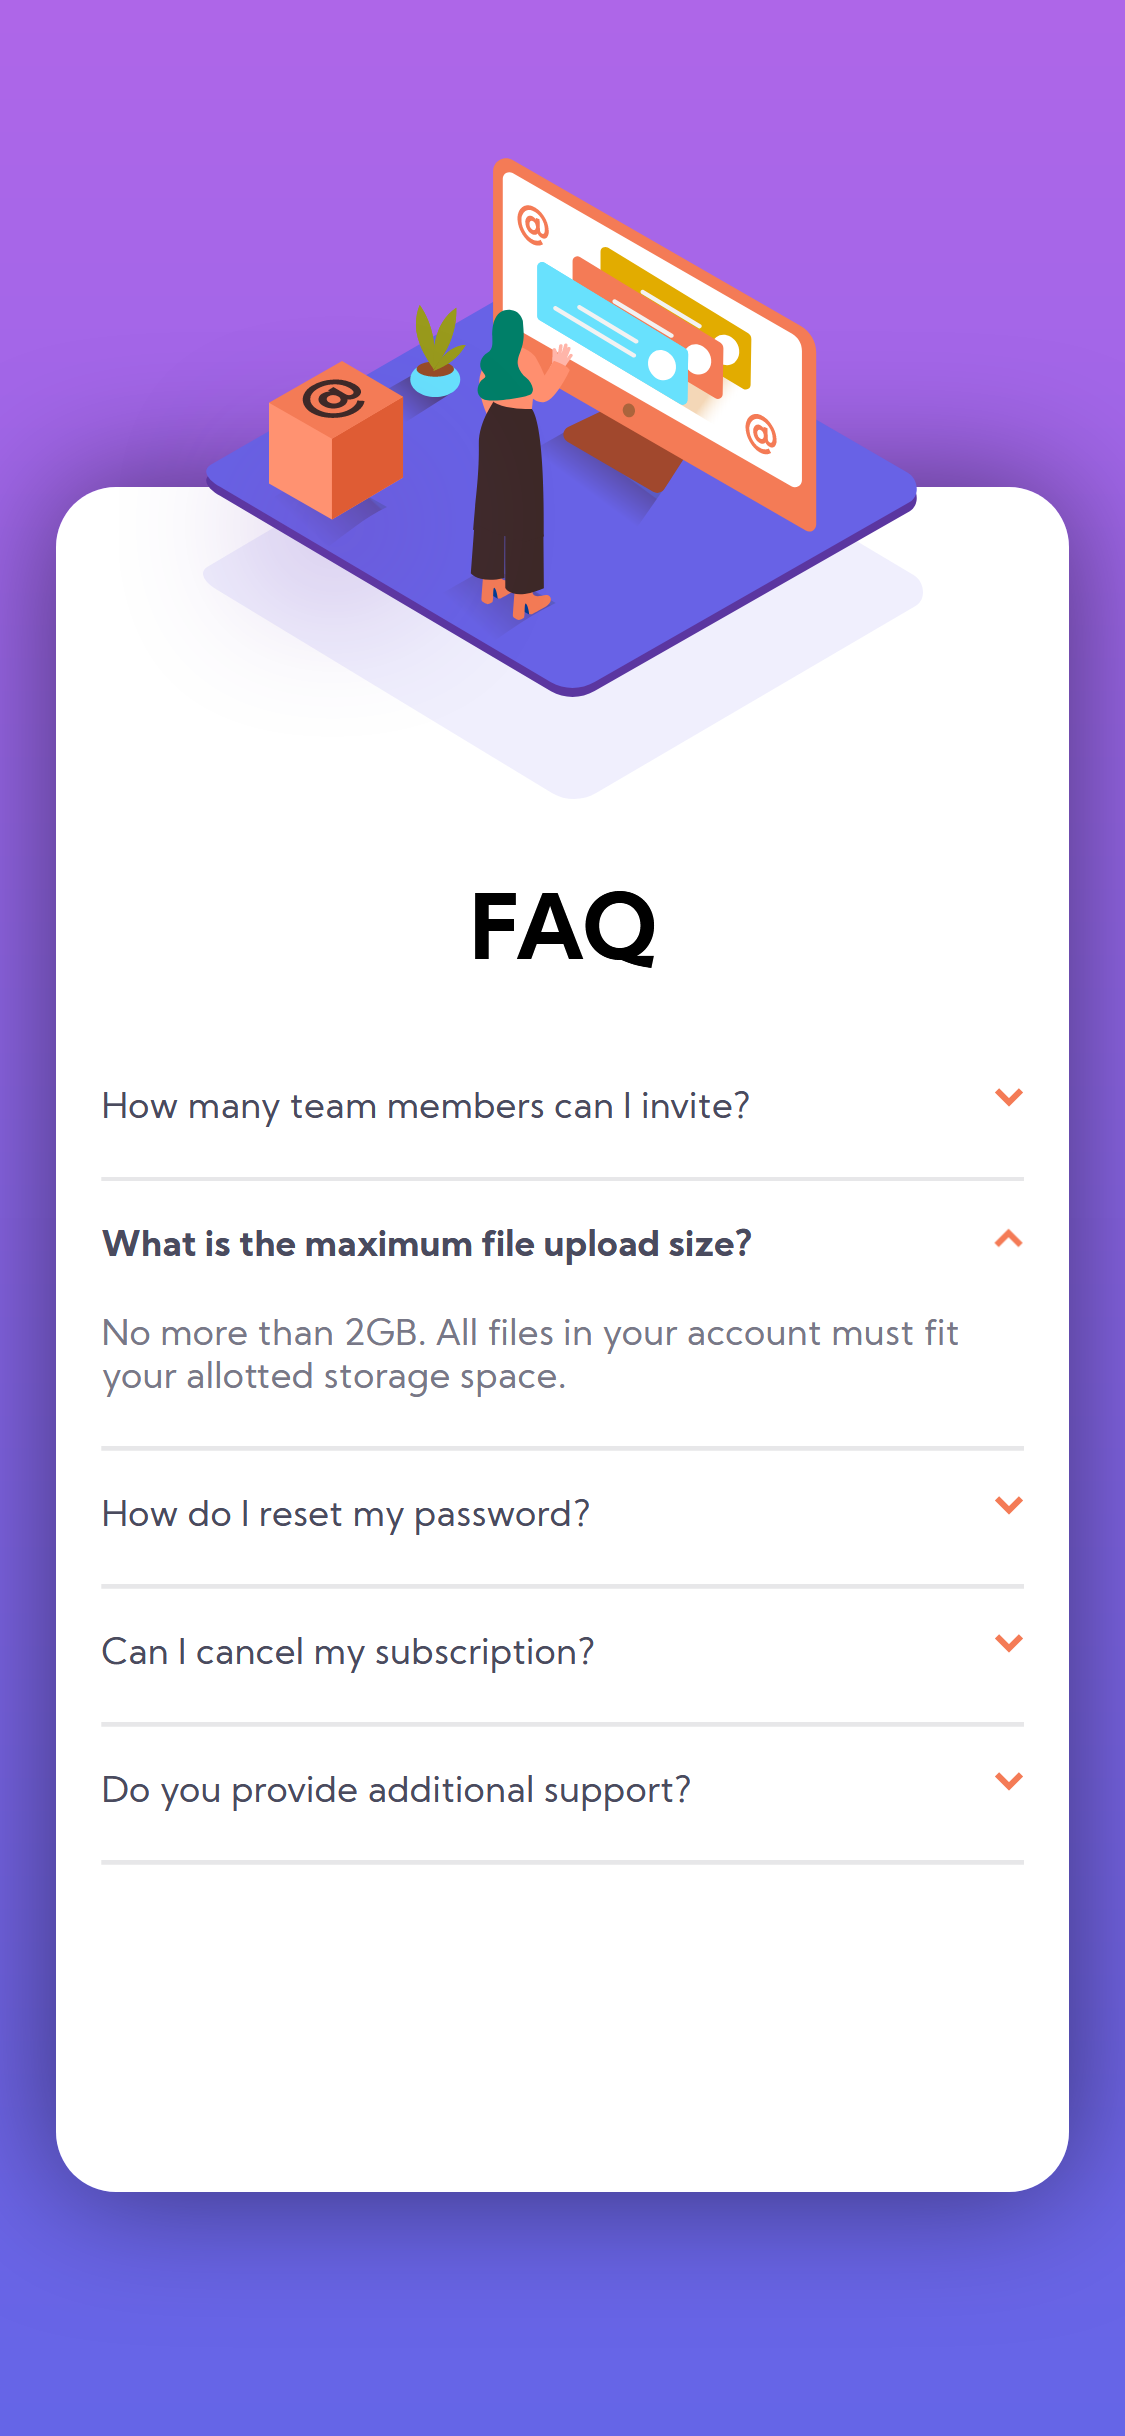 @
@
@
FAQ
How many team members can I invite?
What is the maximum file upload size?
No more than 2GB. All files in your account must fit
your allotted storage space.
How do I reset my password?
Can I cancel my subscription?
Do you provide additional support?